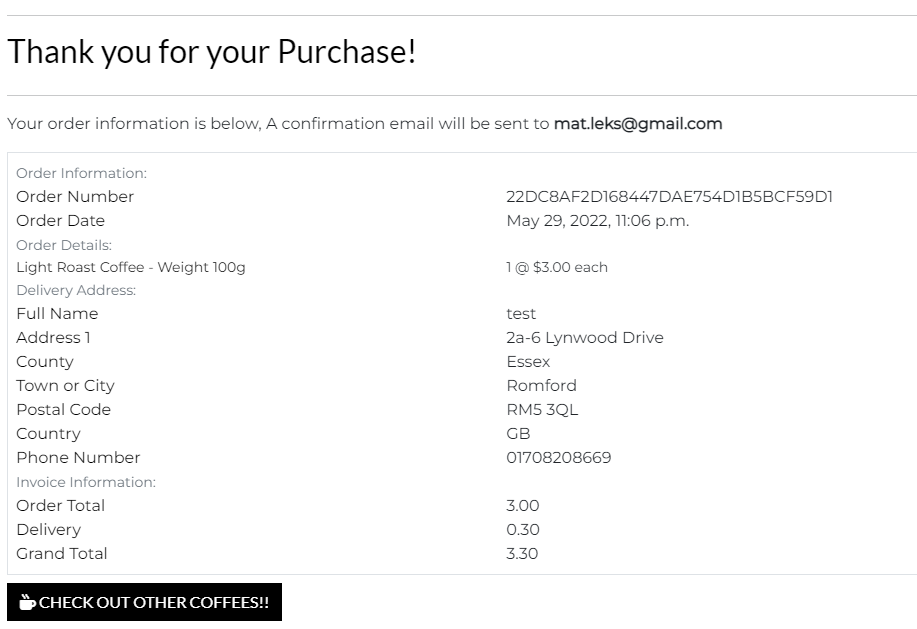 Thank you for your Purchase!
Your order information is below, A confirmation email will be sent to mat.leks@gmail.com
Order Information:
Order Number 22DC8AF2D168447DAE754D1B5BCF59D1
Order Date May 29, 2022, 11:06 p.m.
Order Details:
Light Roast Coffee - Weight 100g 1 @ $3.00 each
Delivery Address:
Full Name test
Address 1 2a-6 Lynwood Drive
County Essex
Town or City Romford
Postal Code RM5 3QL
Country GB
Phone Number 01708208669
Invoice Information:
Order Total 3.00
Delivery 0.30
Grand Total 3.30
CHECK OUT OTHER COFFEES!!